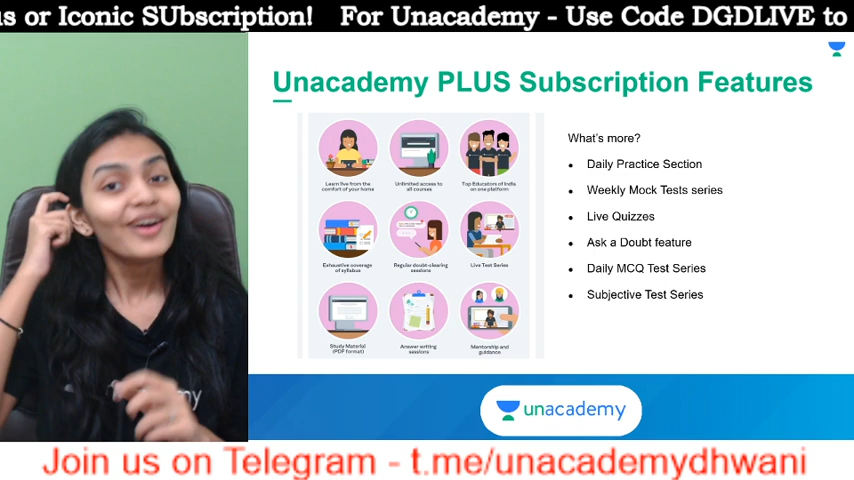 s or Iconic SUbscription!   For Unacademy - Use Code DGDLIVE to
Unacademy PLUS Subscription Features
Learn live from the
comfort of your home
Unlimited access to
all courses
Top Educators of India
on one platform
Exhaustive coverage
of syllabus
Regular doubt-clearing
sessions
Live Test Series
Study Material
(PDF format)
Answer writing
sessions
Mentorship and
guidance
What's more?
Daily Practice Section
Weekly Mock Tests series
Live Quizzes
Ask a Doubt feature
Daily MCQ Test Series
Subjective Test Series
unacademy
Join us on Telegram - t.me/unacademydhwani